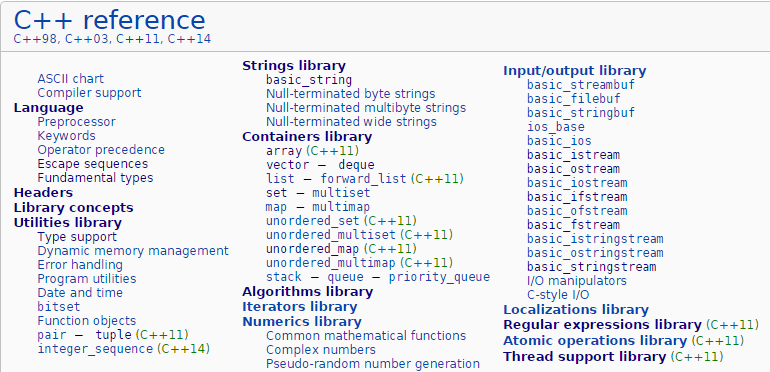 C++ reference
C++98, C++03, C++11, C++14
ASCII chart
Compiler support
Language
Preprocessor
Keywords
Operator precedence
Escape sequences
Fundamental types
Headers
Library concepts
Utilities library
Type support
Dynamic memory management
Error handling
Program utilities
Date and time
bitset
Function objects
pair – tuple (C++11)
integer_sequence (C++14)
Strings library
basic_string
Null-terminated byte strings
Null-terminated multibyte strings
Null-terminated wide strings
Containers library
array (C++11)
vector – deque
list – forward_list (C++11)
set – multiset
map – multimap
unordered_set (C++11)
unordered_multiset (C++11)
unordered_map (C++11)
unordered_multimap (C++11)
stack – queue – priority_queue
Algorithms library
Iterators library
Numerics library
Common mathematical functions
Complex numbers
Pseudo-random number generation
Input/output library
basic_streambuf
basic_filebuf
basic_stringbuf
ios_base
basic_ios
basic_istream
basic_ostream
basic_iostream
basic_ifstream
basic_ofstream
basic_fstream
basic_istringstream
basic_ostringstream
basic_stringstream
I/O manipulators
C-style I/O
Localizations library
Regular expressions library (C++11)
Atomic operations library (C++11)
Thread support library (C++11)